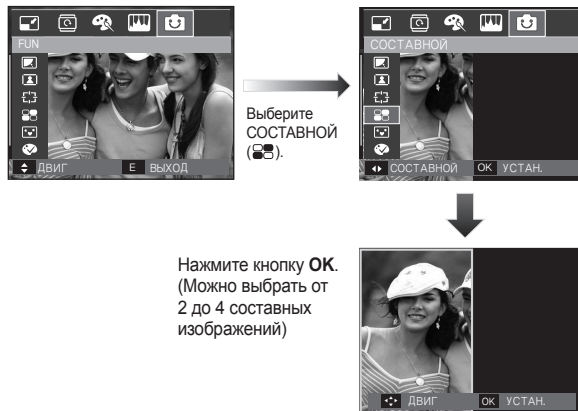 FUN
ДВИГ
E ВЫХОД
Выберите
СОСТАВНОЙ
( ).
СОСТАВНОЙ
СОСТАВНОЙ
OK УСТАН.
Нажмите кнопку OK.
(Можно выбрать от
2 до 4 составных
изображений)
ДВИГ
OK УСТАН.